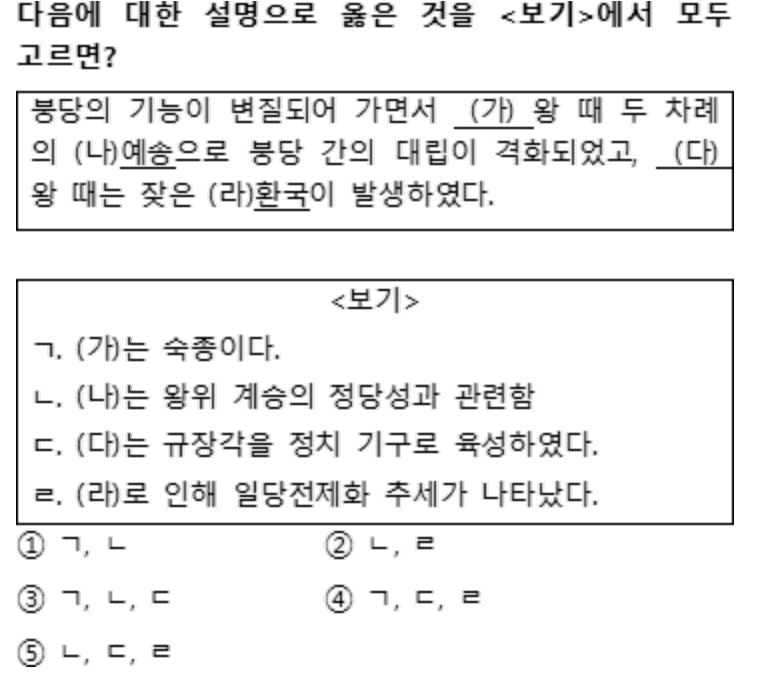 다음에 대한 설명으로 옳은 것을 <보기>에서 모두
고르면?
붕당의 기능이 변질되어 가면서 (가) 왕 때 두 차례
의 (나)예송으로 붕당 간의 대립이 격화되었고, (다)
왕 때는 잦은 (라)환국이 발생하였다.
<보기>
ㄱ. (가)는 숙종이다.
ㄴ. (나)는 왕위 계승의 정당성과 관련함
ㄷ. (다)는 규장각을 정치 기구로 육성하였다.
ㄹ. (라)로 인해 일당전제화 추세가 나타났다.
① ㄱ, ㄴ ② ㄴ, ㄹ
③ ㄱ, ㄴ, ㄷ ④ ㄱ, ㄷ, ㄹ
⑤ ㄴ, ㄷ, ㄹ